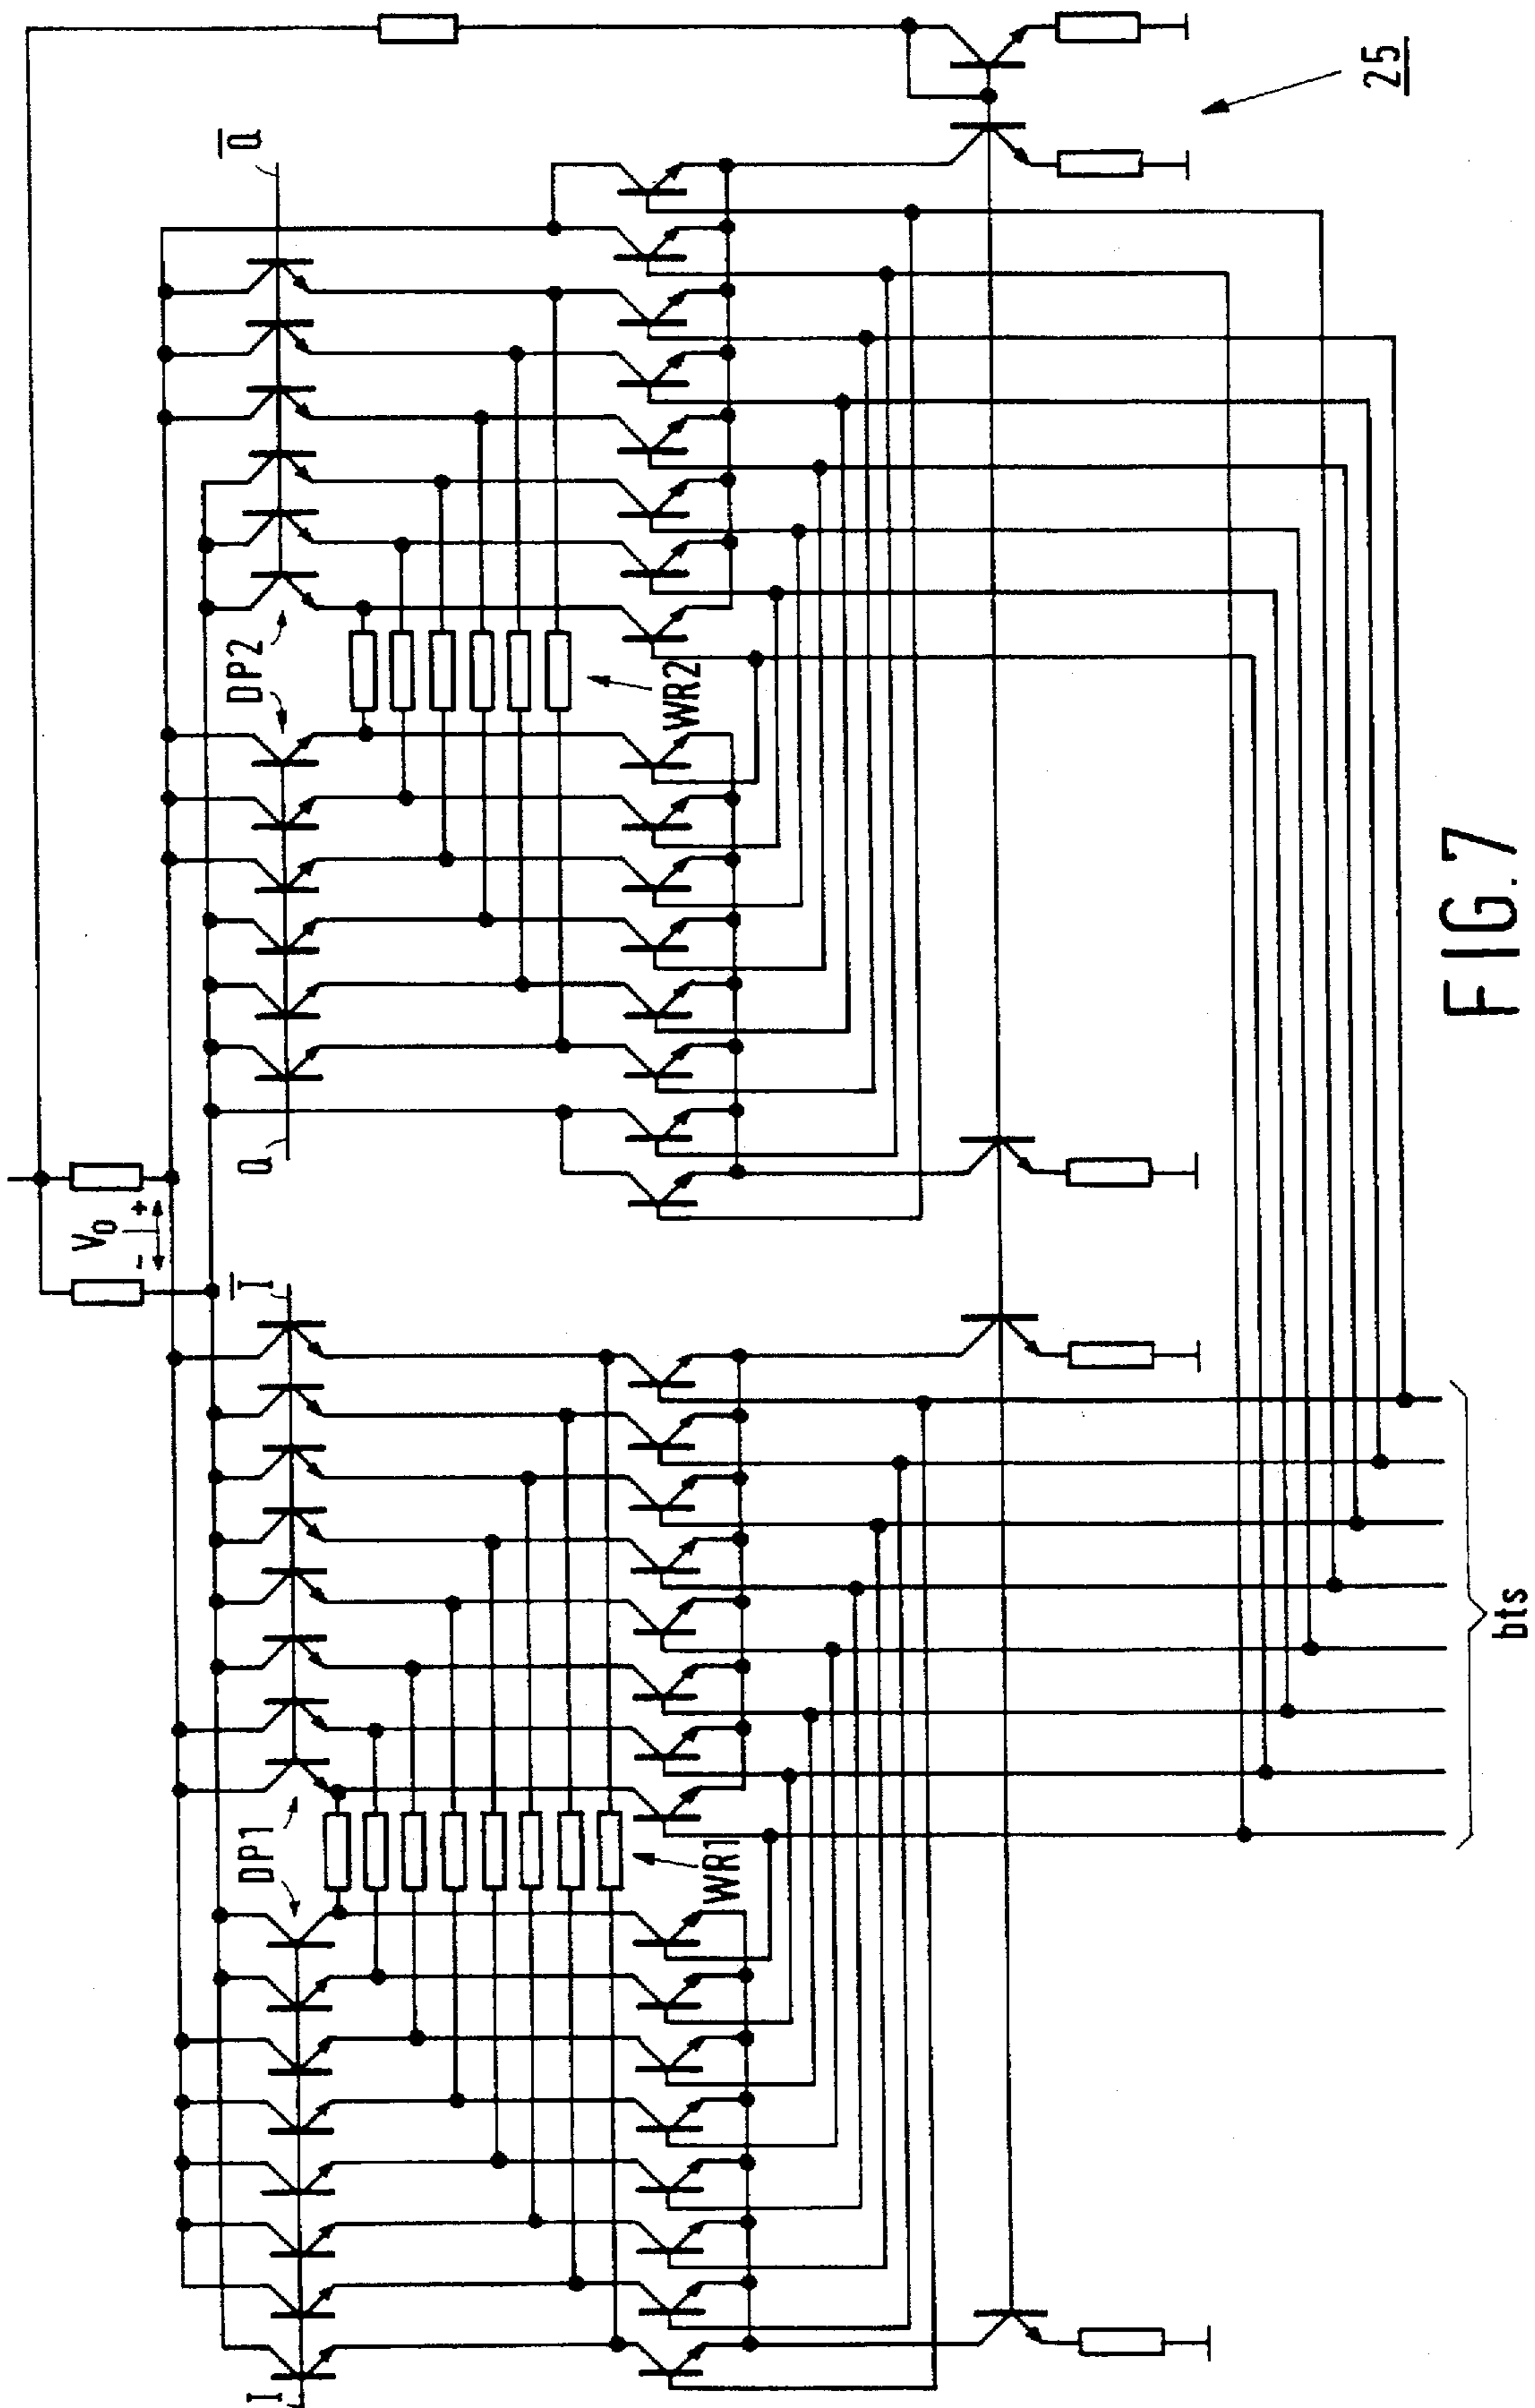 I
DP1
WR1
I̅
- V₀ +
Q
DP2
WR2
Q̅
bts
25
FIG. 7